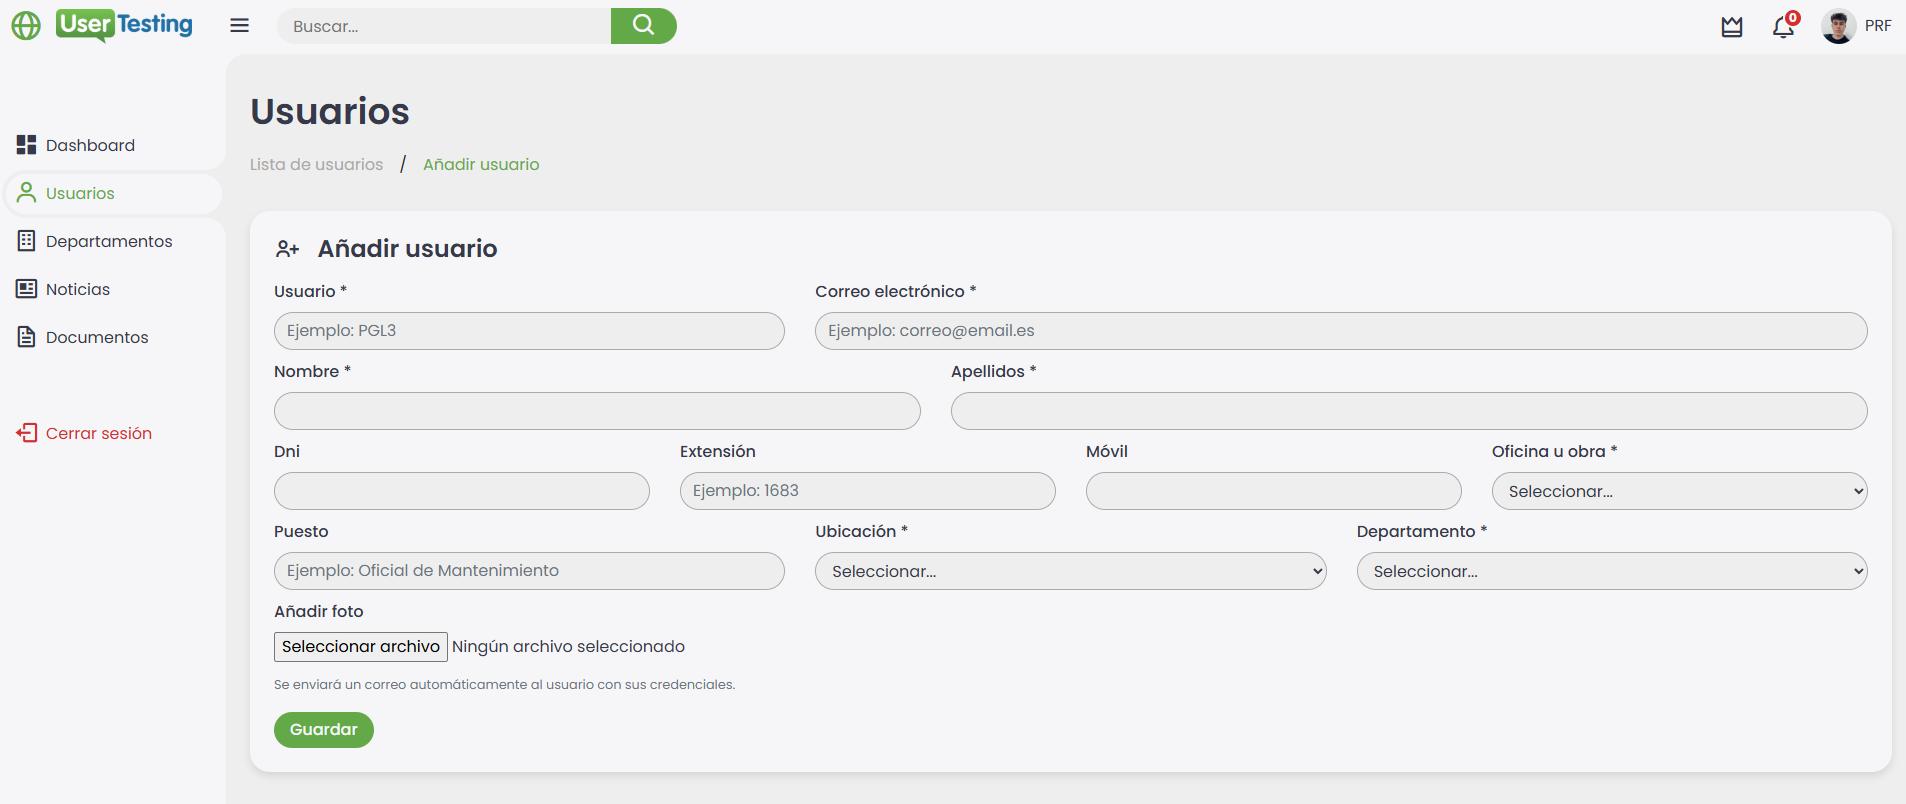 User Testing
Buscar...
0
PRF
Dashboard
Usuarios
Departamentos
Noticias
Documentos
Cerrar sesión
Usuarios
Lista de usuarios / Añadir usuario
Añadir usuario
Usuario * Correo electrónico *
Ejemplo: PGL3 Ejemplo: correo@email.es
Nombre * Apellidos *
Dni Extensión Móvil Oficina u obra *
Ejemplo: 1683 Seleccionar...
Puesto Ubicación * Departamento *
Ejemplo: Oficial de Mantenimiento Seleccionar... Seleccionar...
Añadir foto
Seleccionar archivo Ningún archivo seleccionado
Se enviará un correo automáticamente al usuario con sus credenciales.
Guardar